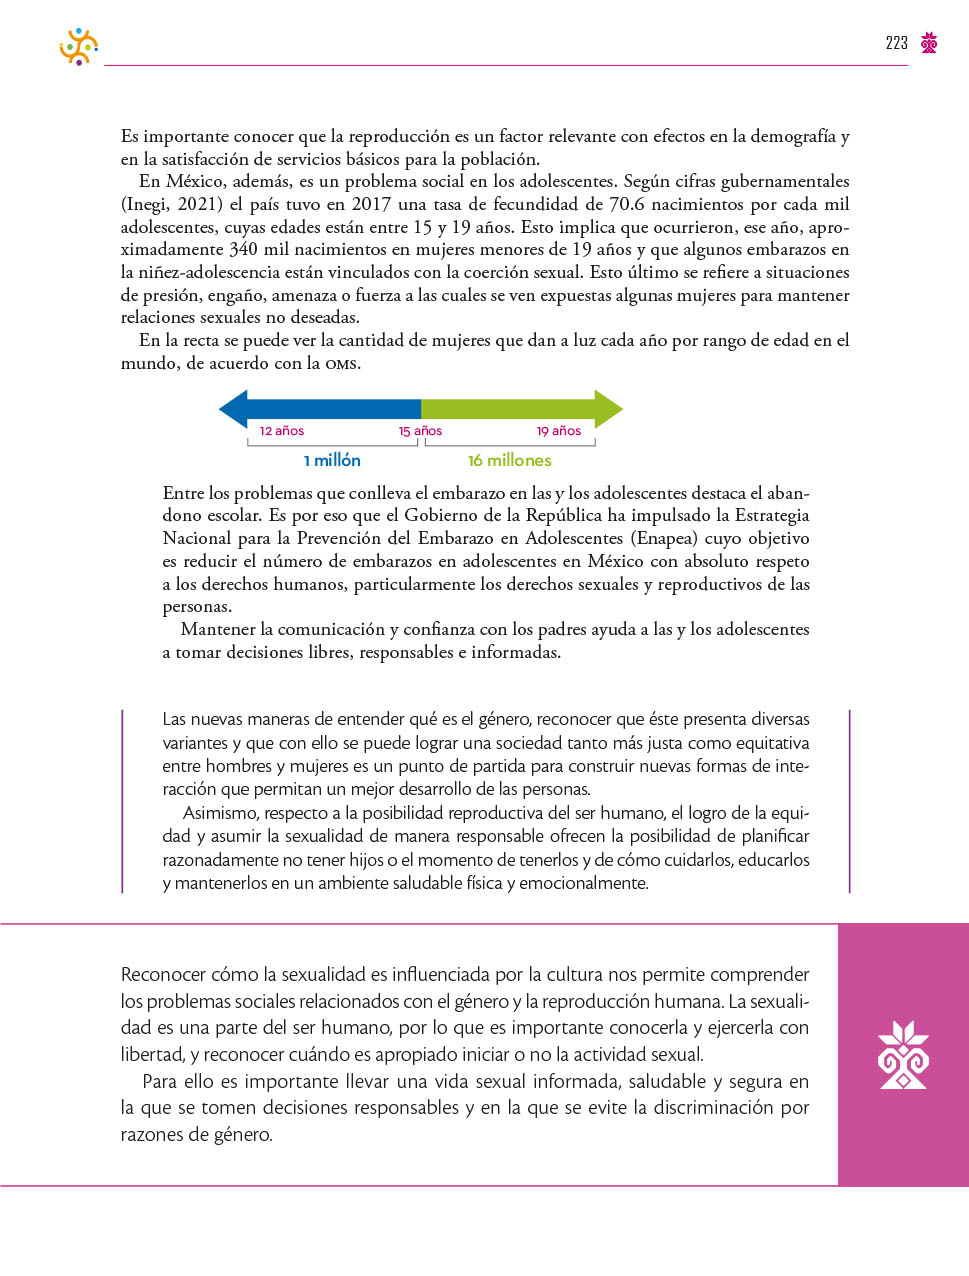 223
Es importante conocer que la reproducción es un factor relevante con efectos en la demografía y
en la satisfacción de servicios básicos para la población.
En México, además, es un problema social en los adolescentes. Según cifras gubernamentales
(Inegi, 2021) el país tuvo en 2017 una tasa de fecundidad de 70.6 nacimientos por cada mil
adolescentes, cuyas edades están entre 15 y 19 años. Esto implica que ocurrieron, ese año, apro-
ximadamente 340 mil nacimientos en mujeres menores de 19 años y que algunos embarazos en
la niñez-adolescencia están vinculados con la coerción sexual. Esto último se refiere a situaciones
de presión, engaño, amenaza o fuerza a las cuales se ven expuestas algunas mujeres para mantener
relaciones sexuales no deseadas.
En la recta se puede ver la cantidad de mujeres que dan a luz cada año por rango de edad en el
mundo, de acuerdo con la OMS.
12 años 15 años 19 años
1 millón 16 millones
Entre los problemas que conlleva el embarazo en las y los adolescentes destaca el aban-
dono escolar. Es por eso que el Gobierno de la República ha impulsado la Estrategia
Nacional para la Prevención del Embarazo en Adolescentes (Enapea) cuyo objetivo
es reducir el número de embarazos en adolescentes en México con absoluto respeto
a los derechos humanos, particularmente los derechos sexuales y reproductivos de las
personas.
Mantener la comunicación y confianza con los padres ayuda a las y los adolescentes
a tomar decisiones libres, responsables e informadas.
Las nuevas maneras de entender qué es el género, reconocer que éste presenta diversas
variantes y que con ello se puede lograr una sociedad tanto más justa como equitativa
entre hombres y mujeres es un punto de partida para construir nuevas formas de inte-
racción que permitan un mejor desarrollo de las personas.
Asimismo, respecto a la posibilidad reproductiva del ser humano, el logro de la equi-
dad y asumir la sexualidad de manera responsable ofrecen la posibilidad de planificar
razonadamente no tener hijos o el momento de tenerlos y de cómo cuidarlos, educarlos
y mantenerlos en un ambiente saludable física y emocionalmente.
Reconocer cómo la sexualidad es influenciada por la cultura nos permite comprender
los problemas sociales relacionados con el género y la reproducción humana. La sexuali-
dad es una parte del ser humano, por lo que es importante conocerla y ejercerla con
libertad, y reconocer cuándo es apropiado iniciar o no la actividad sexual.
Para ello es importante llevar una vida sexual informada, saludable y segura en
la que se tomen decisiones responsables y en la que se evite la discriminación por
razones de género.